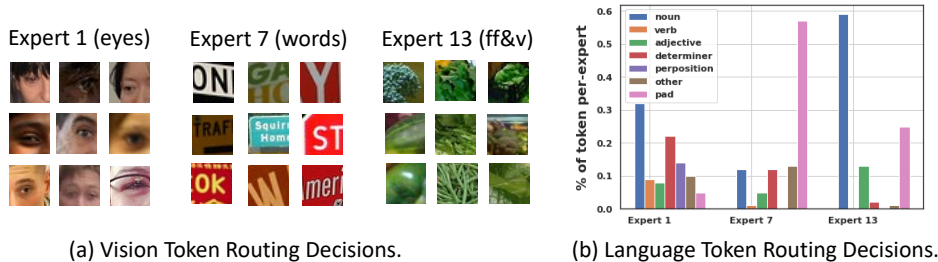 Expert 1 (eyes)
Expert 7 (words)
Expert 13 (ff&v)
ON
GA
Y
TRAF
Squir
Home
ST
OK
W
meri
(a) Vision Token Routing Decisions.
% of token per-expert
0.6
0.5
0.4
0.3
0.2
0.1
0.0
noun
verb
adjective
determiner
perposition
other
pad
Expert 1
Expert 7
Expert 13
(b) Language Token Routing Decisions.